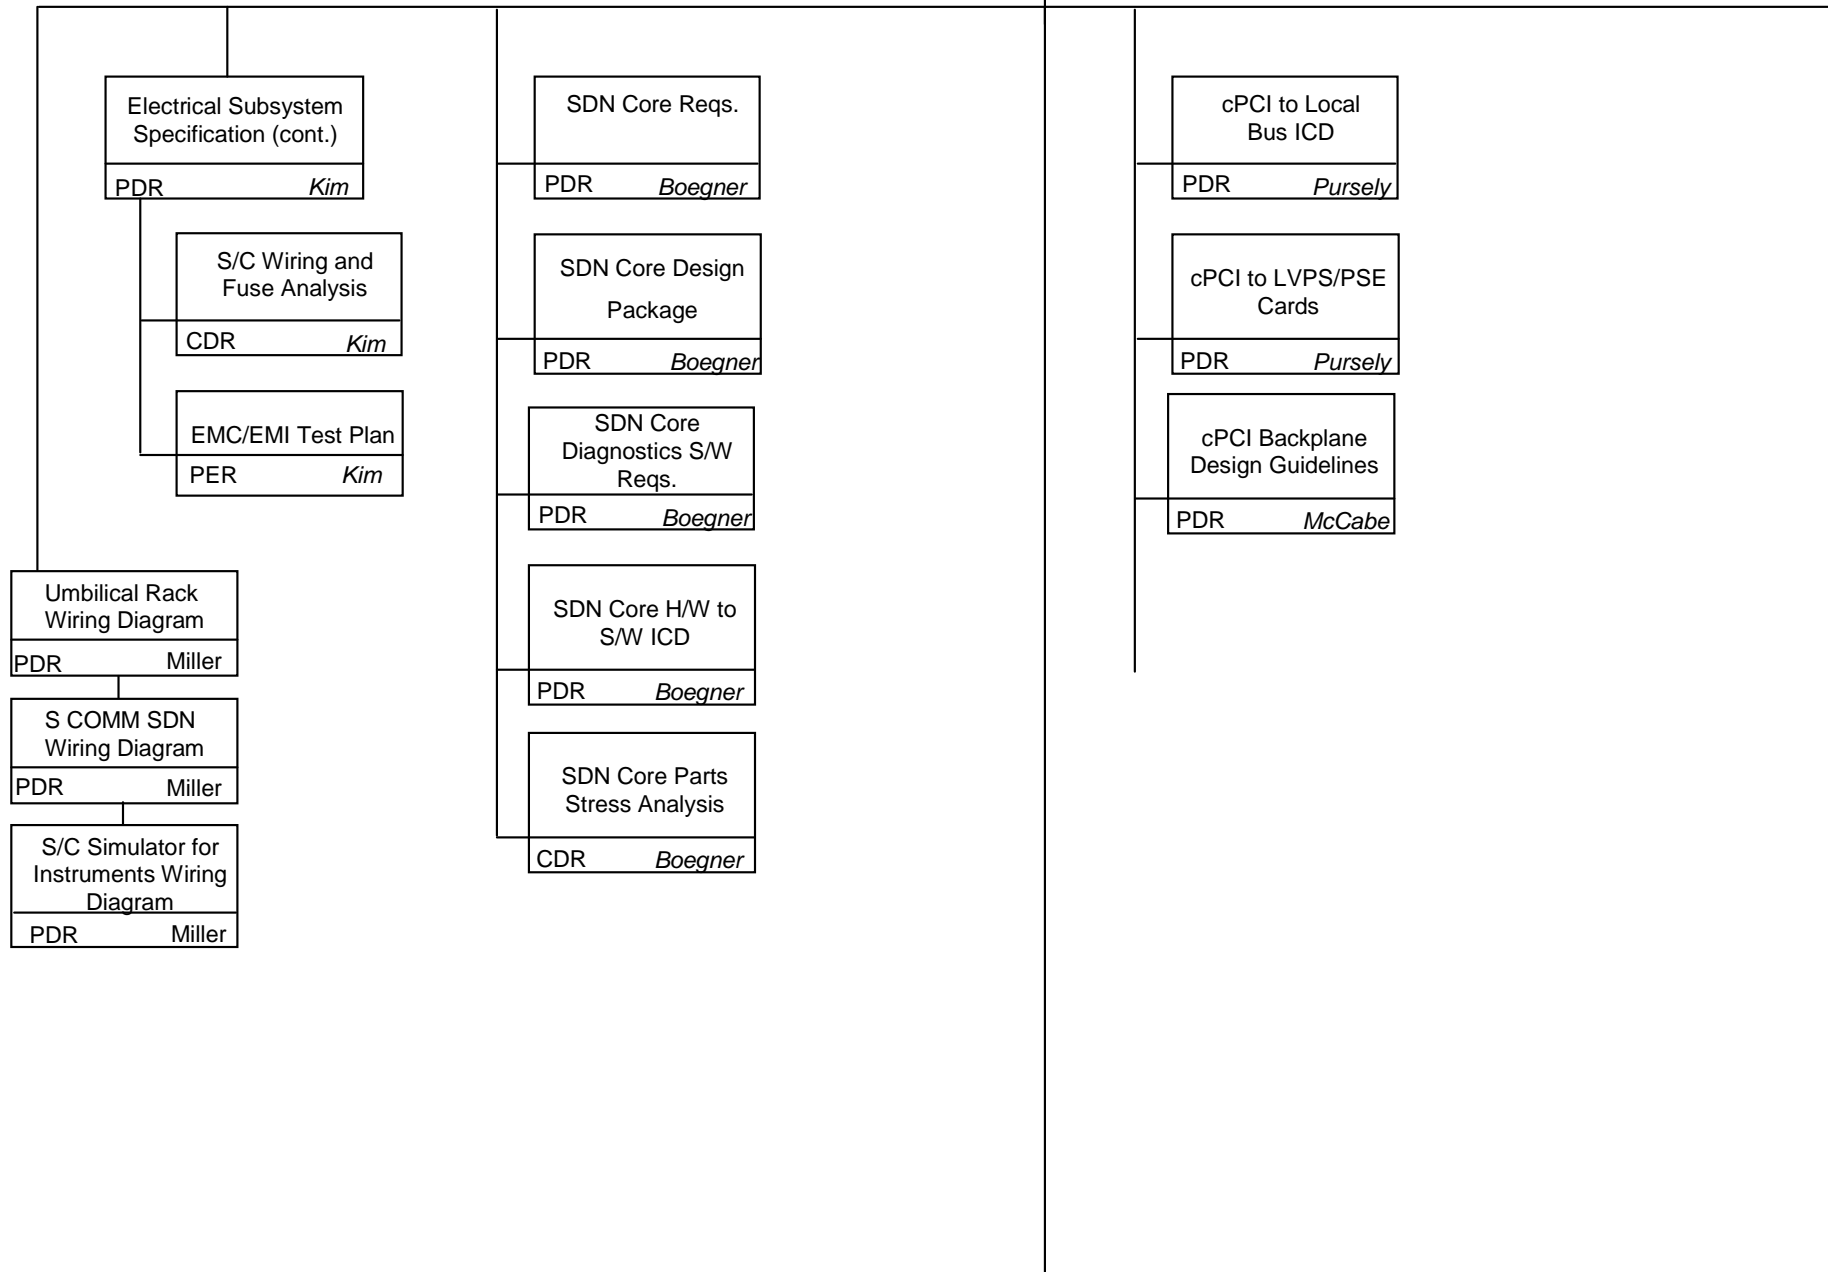 Electrical Subsystem
Specification (cont.)
PDR Kim
S/C Wiring and
Fuse Analysis
CDR Kim
EMC/EMI Test Plan
PER Kim
Umbilical Rack
Wiring Diagram
PDR Miller
S COMM SDN
Wiring Diagram
PDR Miller
S/C Simulator for
Instruments Wiring
Diagram
PDR Miller
SDN Core Reqs.
PDR Boegner
SDN Core Design
Package
PDR Boegner
SDN Core
Diagnostics S/W
Reqs.
PDR Boegner
SDN Core H/W to
S/W ICD
PDR Boegner
SDN Core Parts
Stress Analysis
CDR Boegner
cPCI to Local
Bus ICD
PDR Pursely
cPCI to LVPS/PSE
Cards
PDR Pursely
cPCI Backplane
Design Guidelines
PDR McCabe